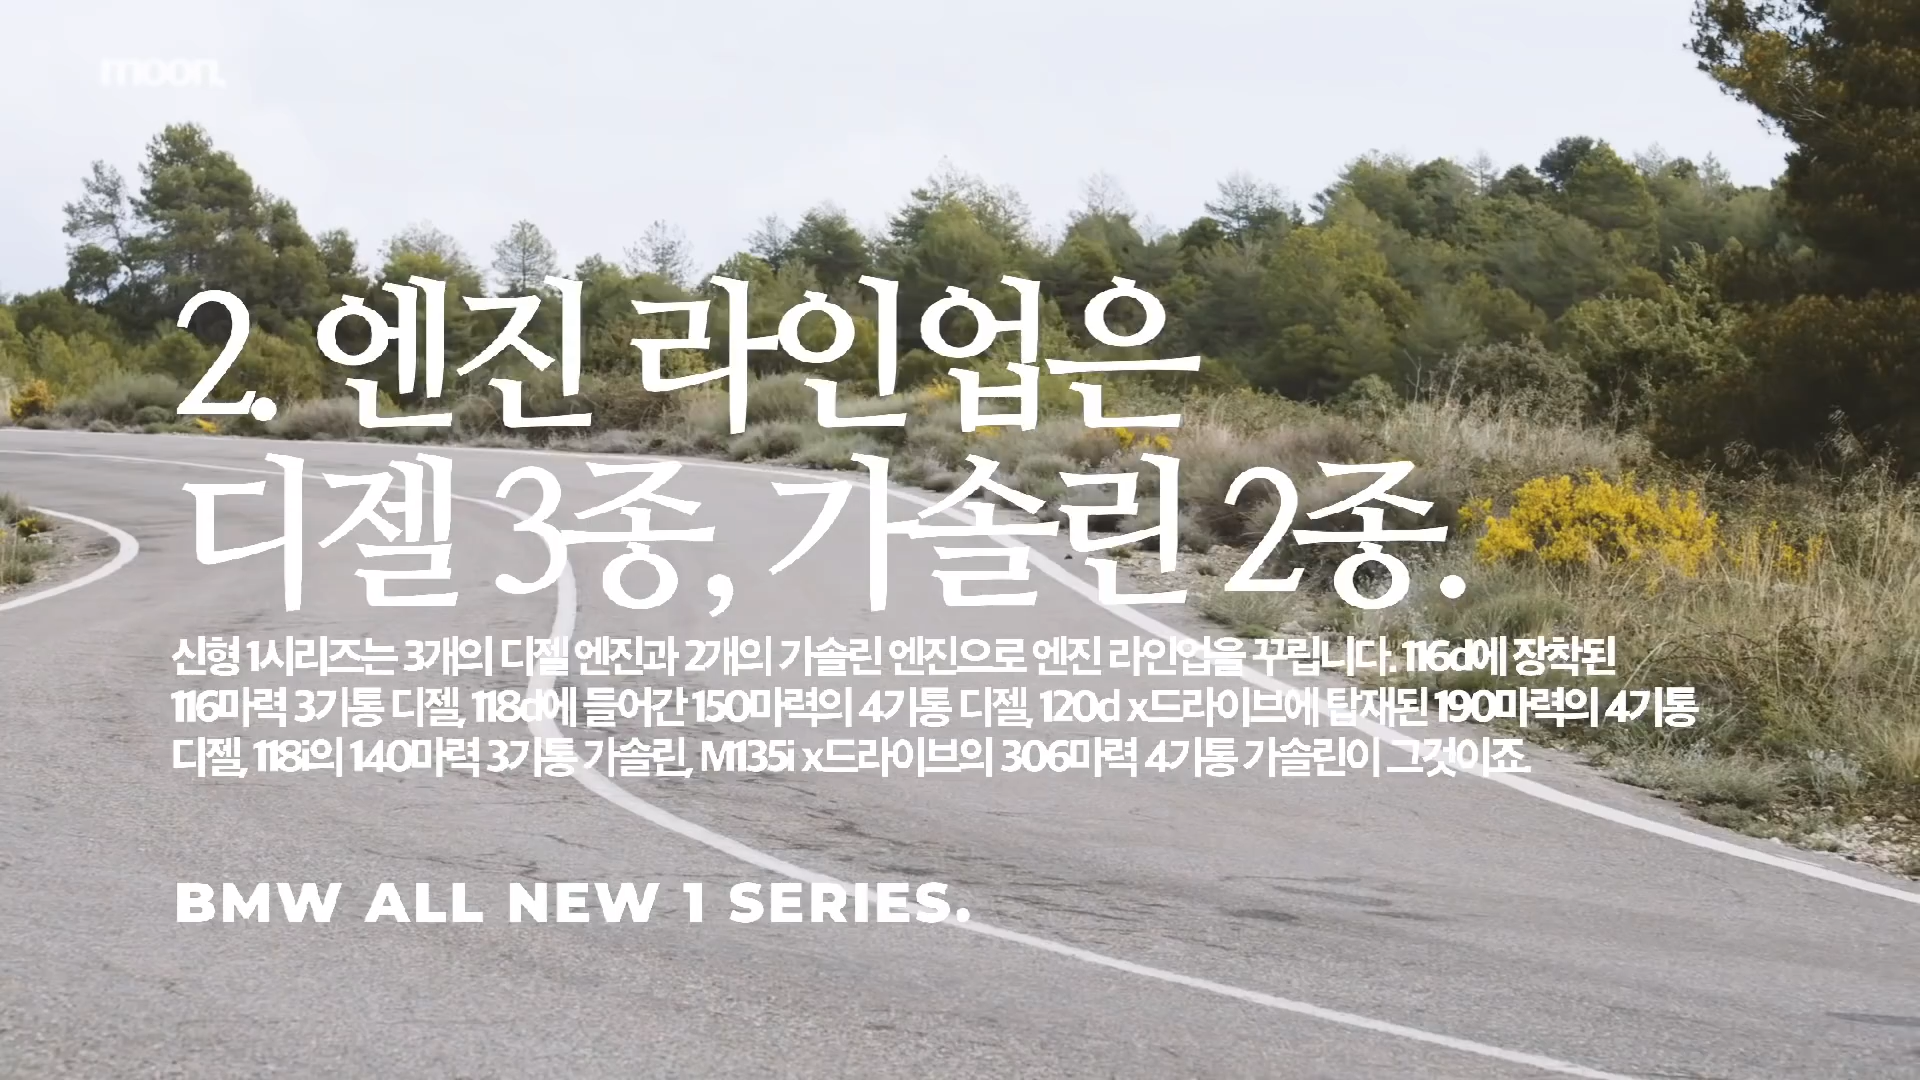 moon.
2. 엔진 라인업은
디젤 3종, 가솔린 2종.
신형 1시리즈는 3개의 디젤 엔진과 2개의 가솔린 엔진으로 엔진 라인업을 꾸립니다. 116d에 장착된
116마력 3기통 디젤, 118d에 들어간 150마력의 4기통 디젤, 120d x드라이브에 탑재된 190마력의 4기통
디젤, 118i의 140마력 3기통 가솔린, M135i x드라이브의 306마력 4기통 가솔린이 그것이죠.
BMW ALL NEW 1 SERIES.